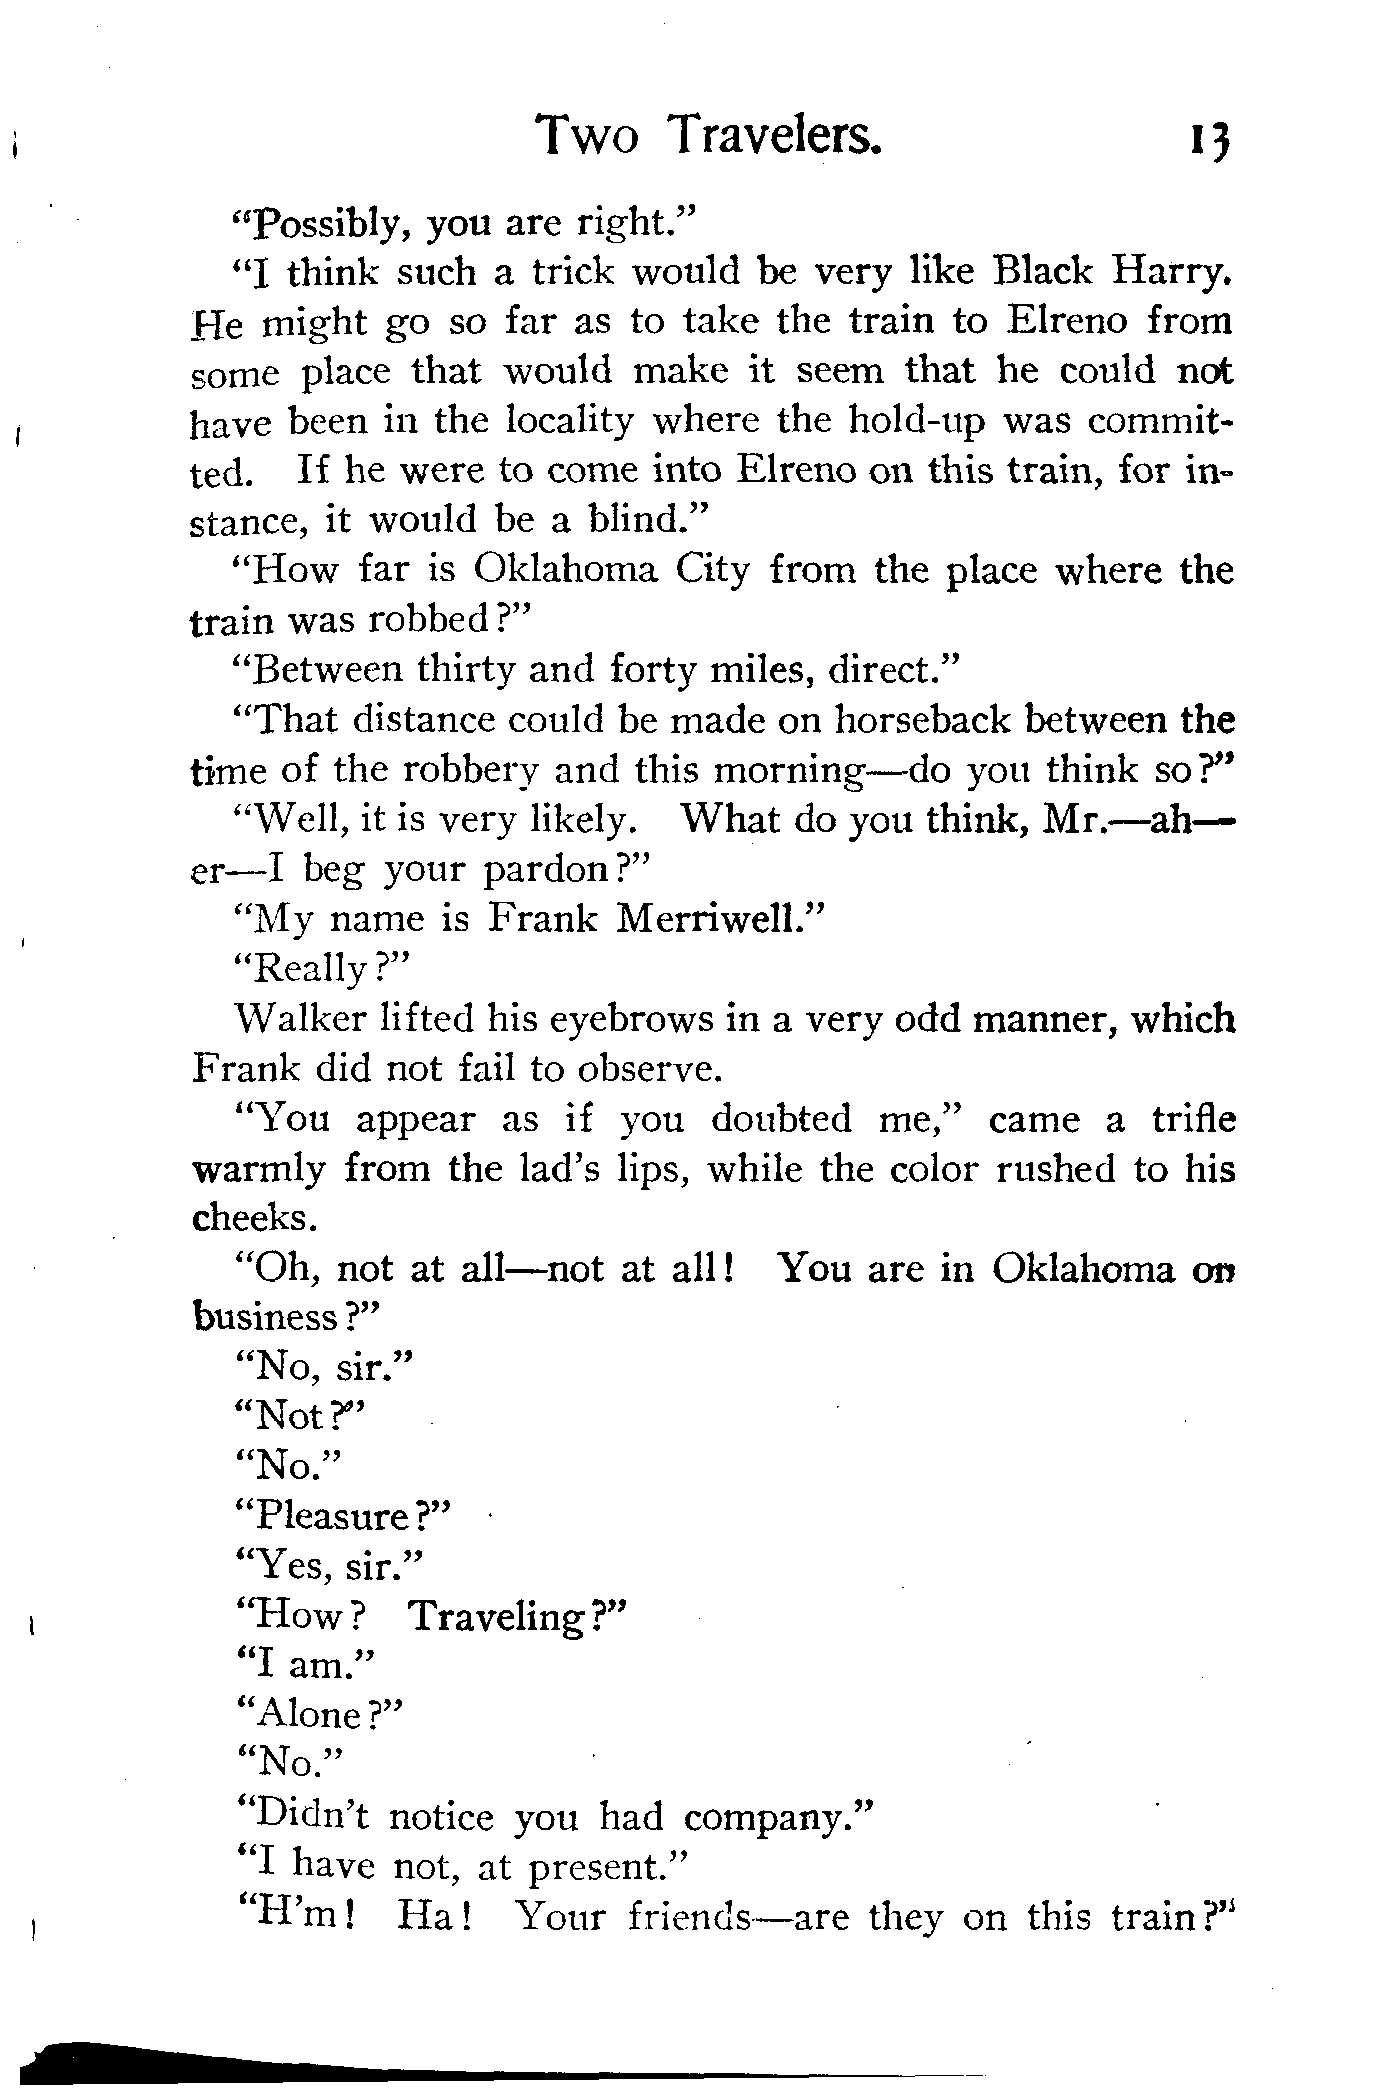 Two Travelers. 13
“Possibly, you are right.”
“I think such a trick would be very like Black Harry.
He might go so far as to take the train to Elreno from
some place that would make it seem that he could not
have been in the locality where the hold-up was commit-
ted. If he were to come into Elreno on this train, for in-
stance, it would be a blind.”
“How far is Oklahoma City from the place where the
train was robbed?”
“Between thirty and forty miles, direct.”
“That distance could be made on horseback between the
time of the robbery and this morning—do you think so?”
“Well, it is very likely. What do you think, Mr.—ah—
er—I beg your pardon?”
“My name is Frank Merriwell.”
“Really?”
Walker lifted his eyebrows in a very odd manner, which
Frank did not fail to observe.
“You appear as if you doubted me,” came a trifle
warmly from the lad’s lips, while the color rushed to his
cheeks.
“Oh, not at all—not at all! You are in Oklahoma on
business?”
“No, sir.”
“Not?”
“No.”
“Pleasure?”
“Yes, sir.”
“How? Traveling?”
“I am.”
“Alone?”
“No.”
“Didn’t notice you had company.”
“I have not, at present.”
“H’m! Ha! Your friends—are they on this train?”